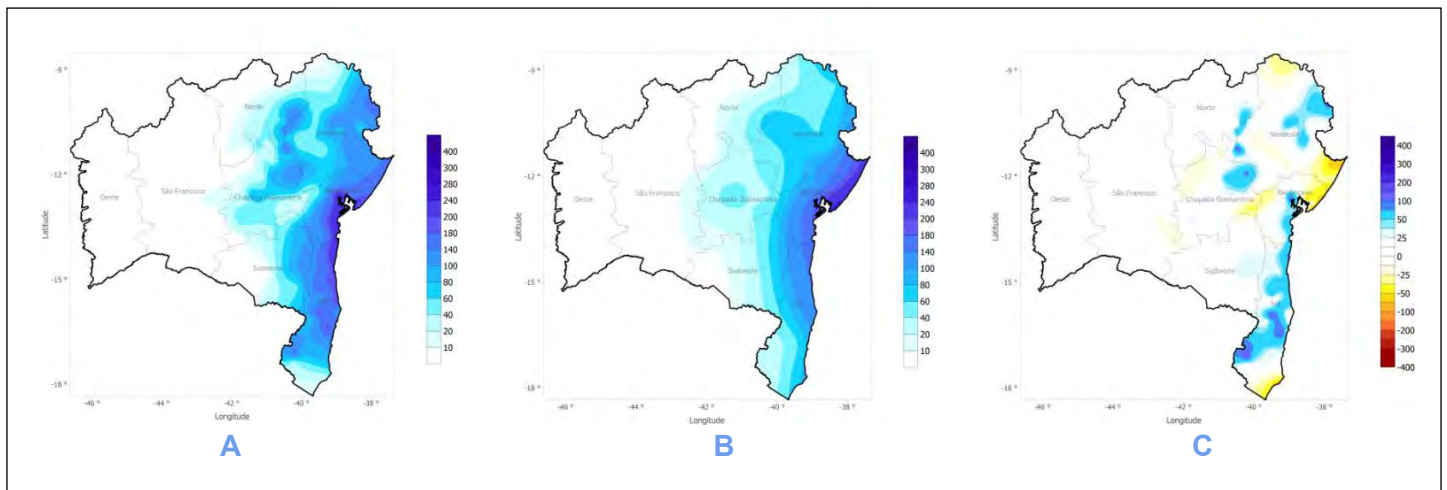 -9 °
-12 °
-15 °
-18 °
Latitude
-46 °
-44 °
-42 °
-40 °
-38 °
Longitude
Norte
Nordeste
Oeste
São Francisco
Chapada Diamantina
Sudoeste
400
360
300
280
240
180
140
100
80
60
40
20
10
A
-9 °
-12 °
-15 °
-18 °
Latitude
-46 °
-44 °
-42 °
-40 °
-38 °
Longitude
Norte
Nordeste
Oeste
São Francisco
Chapada Diamantina
Sudoeste
400
360
300
280
240
180
140
100
80
60
40
20
10
B
-9 °
-12 °
-15 °
-18 °
Latitude
-46 °
-44 °
-42 °
-40 °
-38 °
Longitude
Norte
Nordeste
Recôncavo
Oeste
São Francisco
Chapada Diamantina
Sudoeste
Sul
400
300
200
100
50
25
0
-25
-50
-100
-200
-300
-400
C